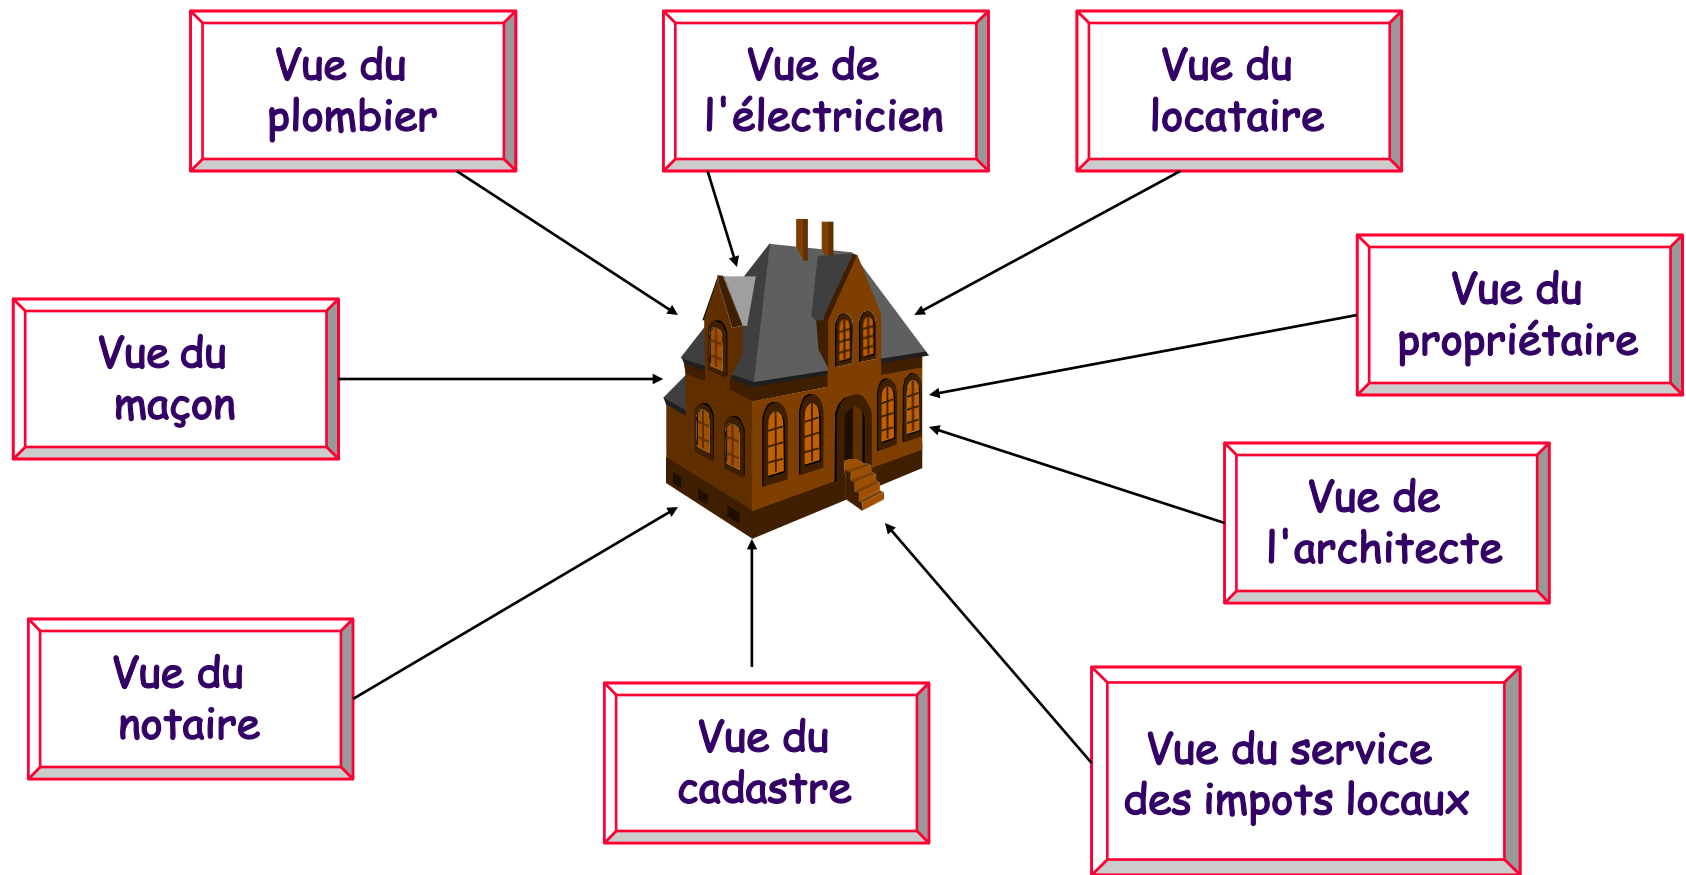 Vue du
plombier
Vue de
l'électricien
Vue du
locataire
Vue du
propriétaire
Vue du
maçon
Vue de
l'architecte
Vue du
notaire
Vue du
cadastre
Vue du service
des impots locaux